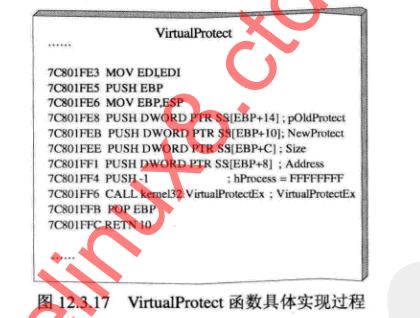 VirtualProtect
……
7C801FE3 MOV EDI,EDI
7C801FE5 PUSH EBP
7C801FE6 MOV EBP,ESP
7C801FE8 PUSH DWORD PTR SS[EBP+14] ; pOldProtect
7C801FEB PUSH DWORD PTR SS[EBP+10]; NewProtect
7C801FEE PUSH DWORD PTR SS[EBP+C] ; Size
7C801FF1 PUSH DWORD PTR SS[EBP+8] ; Address
7C801FF4 PUSH -1 ; hProcess = FFFFFFFF
7C801FF6 CALL kernel32.VirtualProtectEx ; VirtualProtectEx
7C801FFB POP EBP
7C801FFC RETN 10
……
图 12.3.17 VirtualProtect 函数具体实现过程
elinux8.c